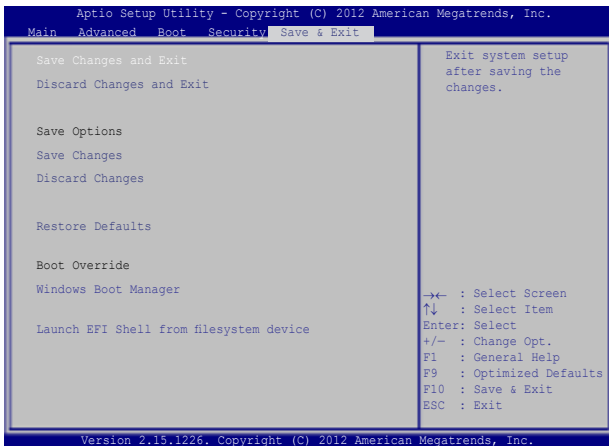 Aptio Setup Utility - Copyright (C) 2012 American Megatrends, Inc.
Main Advanced Boot Security Save & Exit
Save Changes and Exit
Discard Changes and Exit
Save Options
Save Changes
Discard Changes
Restore Defaults
Boot Override
Windows Boot Manager
Launch EFI Shell from filesystem device
Exit system setup
after saving the
changes.
→← : Select Screen
↑↓ : Select Item
Enter: Select
+/— : Change Opt.
F1 : General Help
F9 : Optimized Defaults
F10 : Save & Exit
ESC : Exit
Version 2.15.1226. Copyright (C) 2012 American Megatrends, Inc.